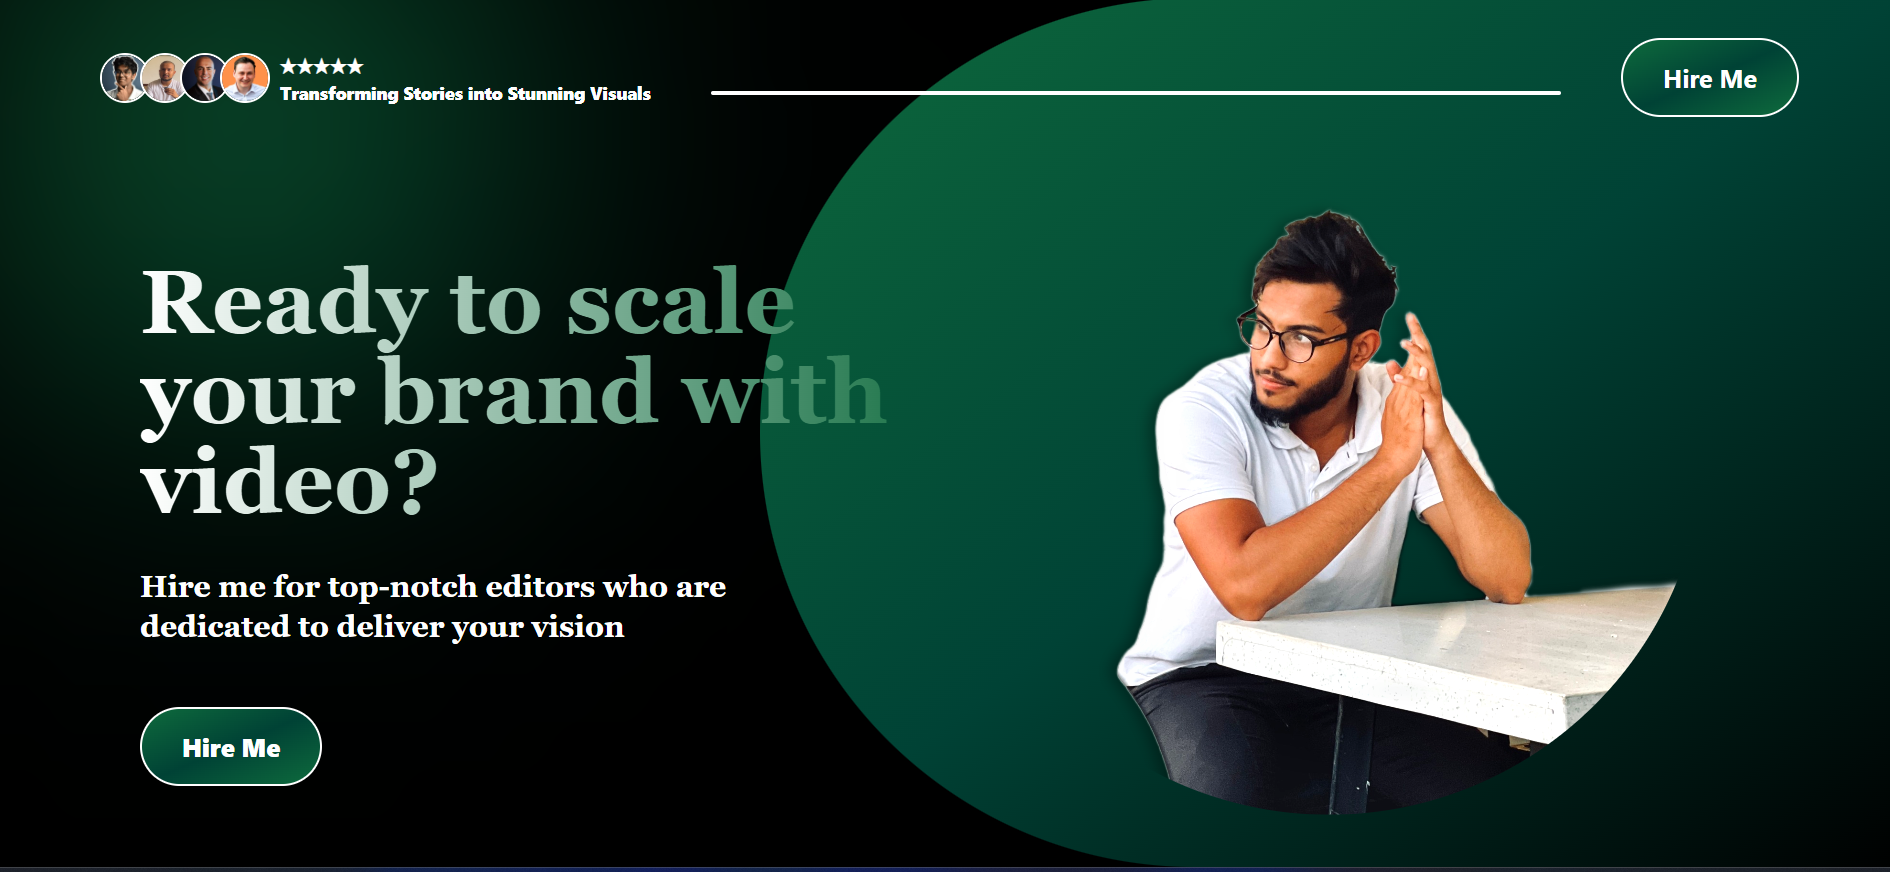 ★★★★★
Transforming Stories into Stunning Visuals
Hire Me
Ready to scale
your brand with
video?
Hire me for top-notch editors who are
dedicated to deliver your vision
Hire Me